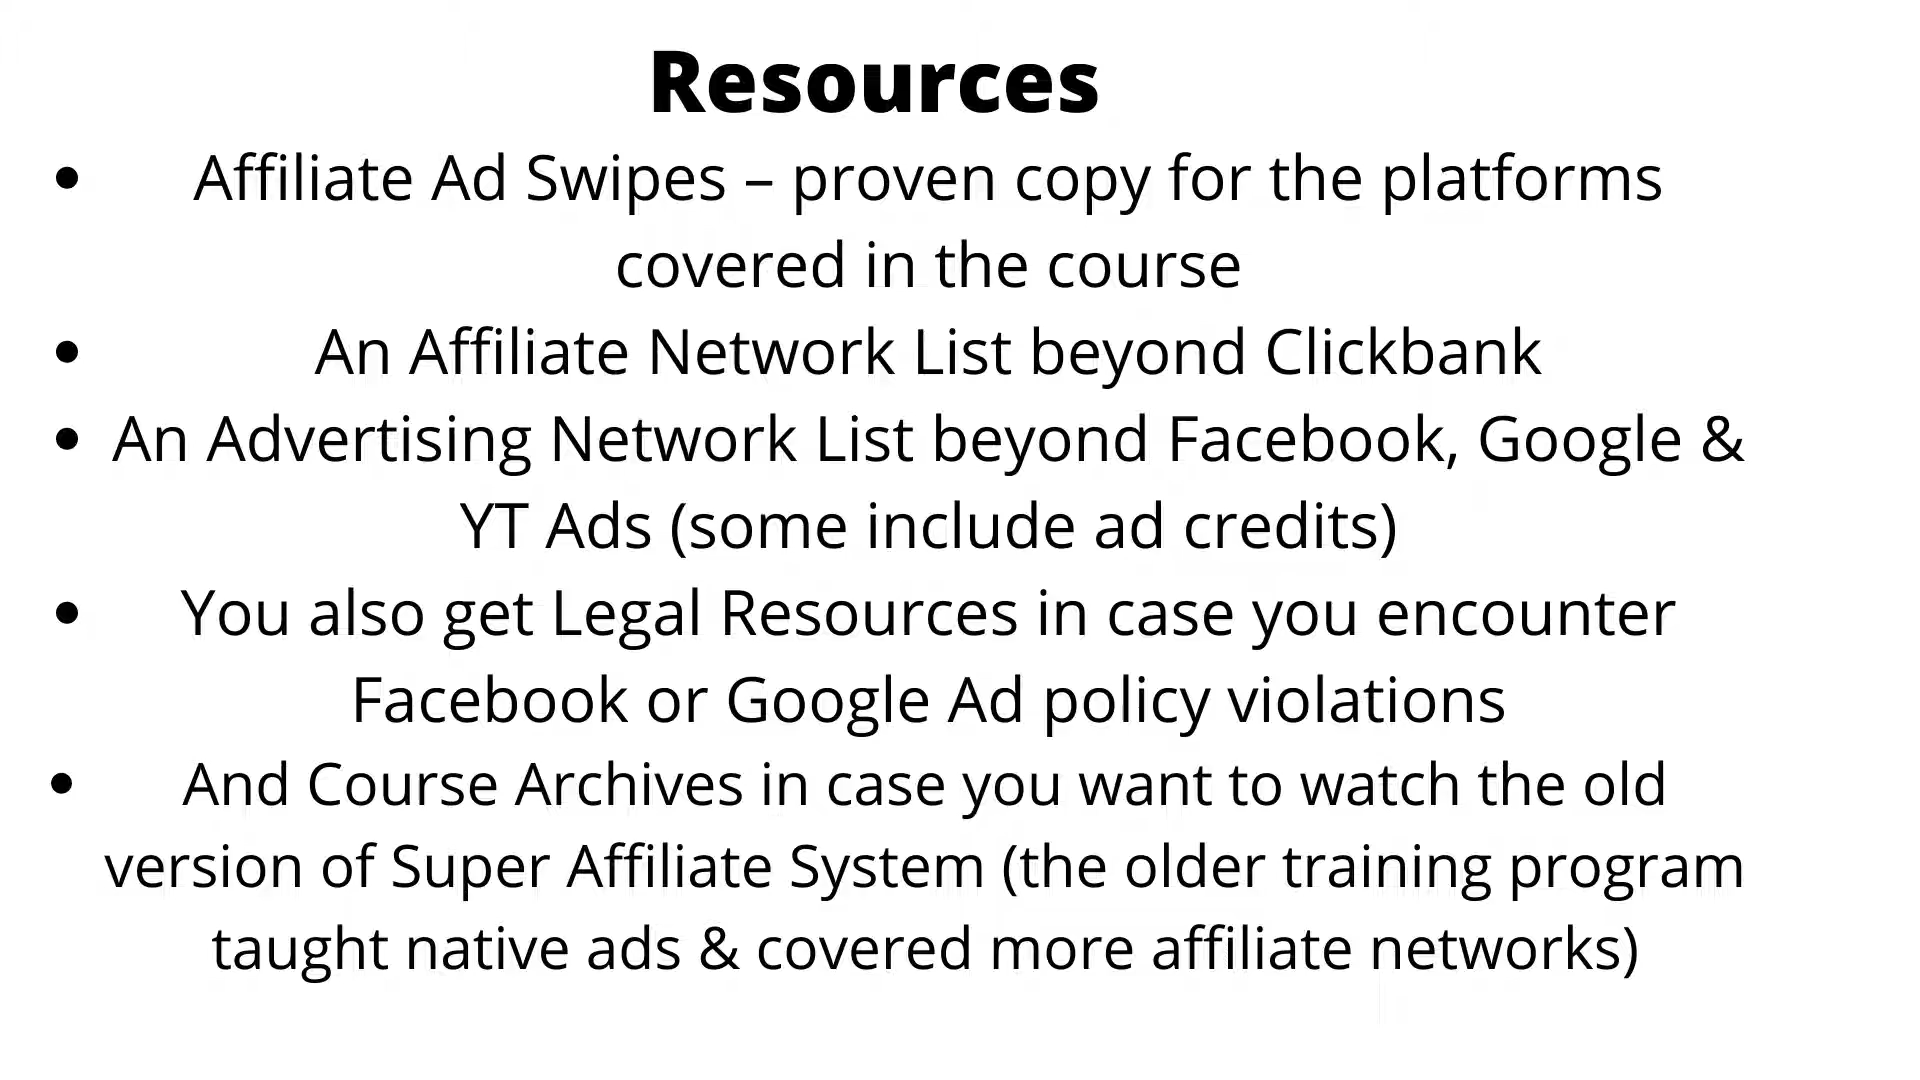 Resources
• Affiliate Ad Swipes – proven copy for the platforms
covered in the course
• An Affiliate Network List beyond Clickbank
• An Advertising Network List beyond Facebook, Google &
YT Ads (some include ad credits)
• You also get Legal Resources in case you encounter
Facebook or Google Ad policy violations
• And Course Archives in case you want to watch the old
version of Super Affiliate System (the older training program
taught native ads & covered more affiliate networks)